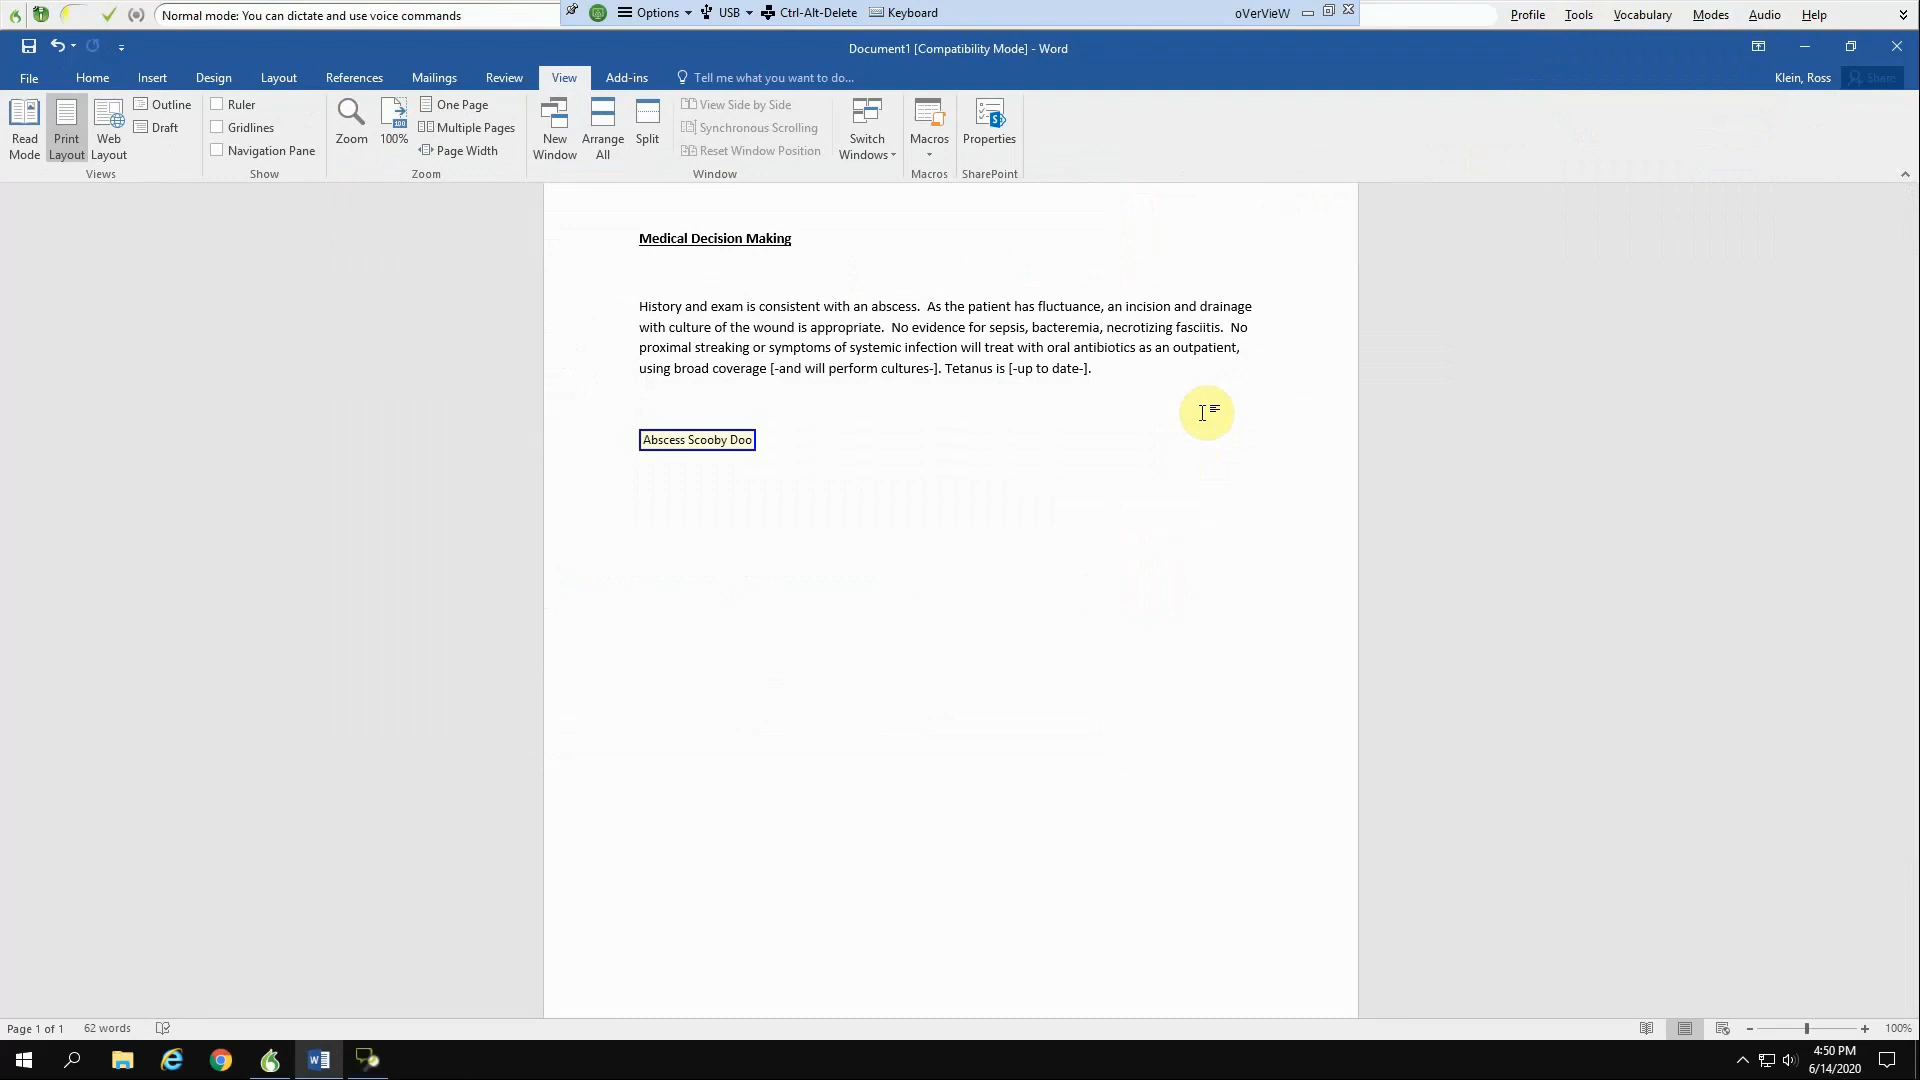 Normal mode: You can dictate and use voice commands
Options USB Ctrl-Alt-Delete Keyboard oVerVieW
Profile Tools Vocabulary Modes Audio Help
Document1 [Compatibility Mode] - Word
File Home Insert Design Layout References Mailings Review View Add-ins Tell me what you want to do... Klein, Ross Share
Read Mode
Print Layout
Web Layout
Outline
Draft
Views
Ruler
Gridlines
Navigation Pane
Show
Zoom
100%
100
One Page
Multiple Pages
Page Width
Zoom
New Window
Arrange All
Split
View Side by Side
Synchronous Scrolling
Reset Window Position
Window
Switch Windows
Macros
Macros
Properties
SharePoint
Medical Decision Making
History and exam is consistent with an abscess.  As the patient has fluctuance, an incision and drainage
with culture of the wound is appropriate.  No evidence for sepsis, bacteremia, necrotizing fasciitis.  No
proximal streaking or symptoms of systemic infection will treat with oral antibiotics as an outpatient,
using broad coverage [-and will perform cultures-]. Tetanus is [-up to date-].
Abscess Scooby Doo
Page 1 of 1 62 words 100%
4:50 PM
6/14/2020